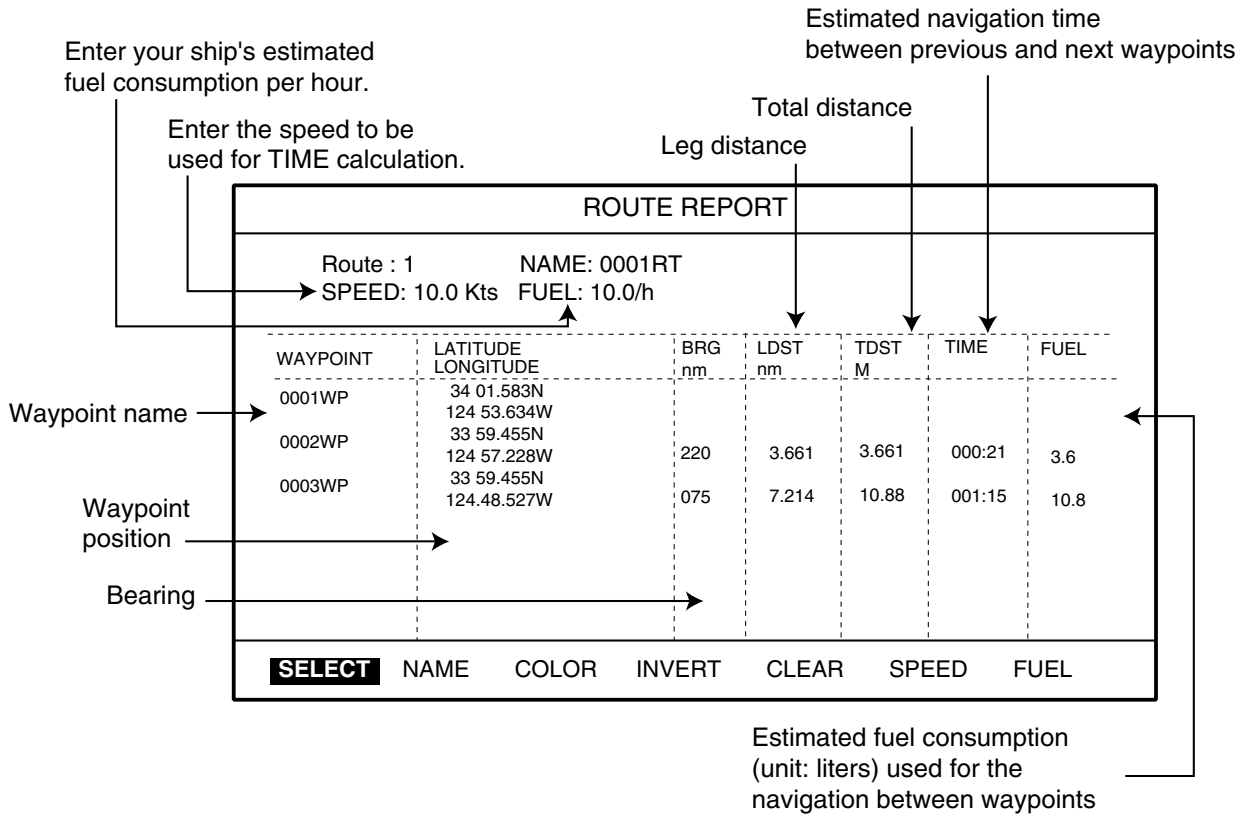 Estimated navigation time
between previous and next waypoints
Enter your ship's estimated
fuel consumption per hour.
Total distance
Enter the speed to be
used for TIME calculation.
Leg distance
ROUTE REPORT
Route : 1 NAME: 0001RT
SPEED: 10.0 Kts FUEL: 10.0/h
WAYPOINT LATITUDE LONGITUDE BRG nm LDST nm TDST M TIME FUEL
Waypoint name
0001WP 34 01.583N
124 53.634W
0002WP 33 59.455N
124 57.228W 220 3.661 3.661 000:21 3.6
0003WP 33 59.455N
124.48.527W 075 7.214 10.88 001:15 10.8
Waypoint
position
Bearing
SELECT NAME COLOR INVERT CLEAR SPEED FUEL
Estimated fuel consumption
(unit: liters) used for the
navigation between waypoints